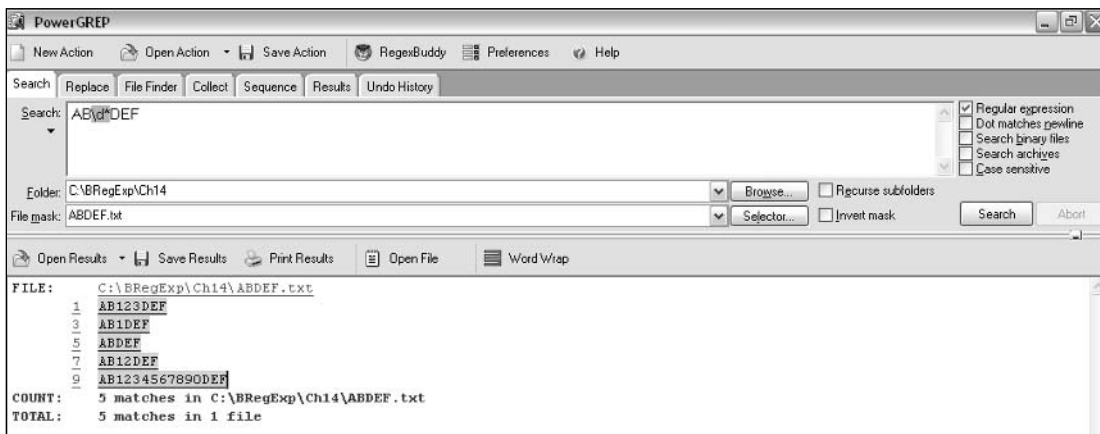 PowerGREP
New Action Open Action Save Action RegexBuddy Preferences Help
Search Replace File Finder Collect Sequence Results Undo History
Search: AB\d*DEF
Regular expression
Dot matches newline
Search binary files
Search archives
Case sensitive
Folder: C:\BRegExp\Ch14 Browse... Recurse subfolders
File mask: ABDEF.txt Selector... Invert mask Search Abort
Open Results Save Results Print Results Open File Word Wrap
FILE: C:\BRegExp\Ch14\ABDEF.txt
1 AB123DEF
3 AB1DEF
5 ABDEF
7 AB12DEF
9 AB1234567890DEF
COUNT: 5 matches in C:\BRegExp\Ch14\ABDEF.txt
TOTAL: 5 matches in 1 file